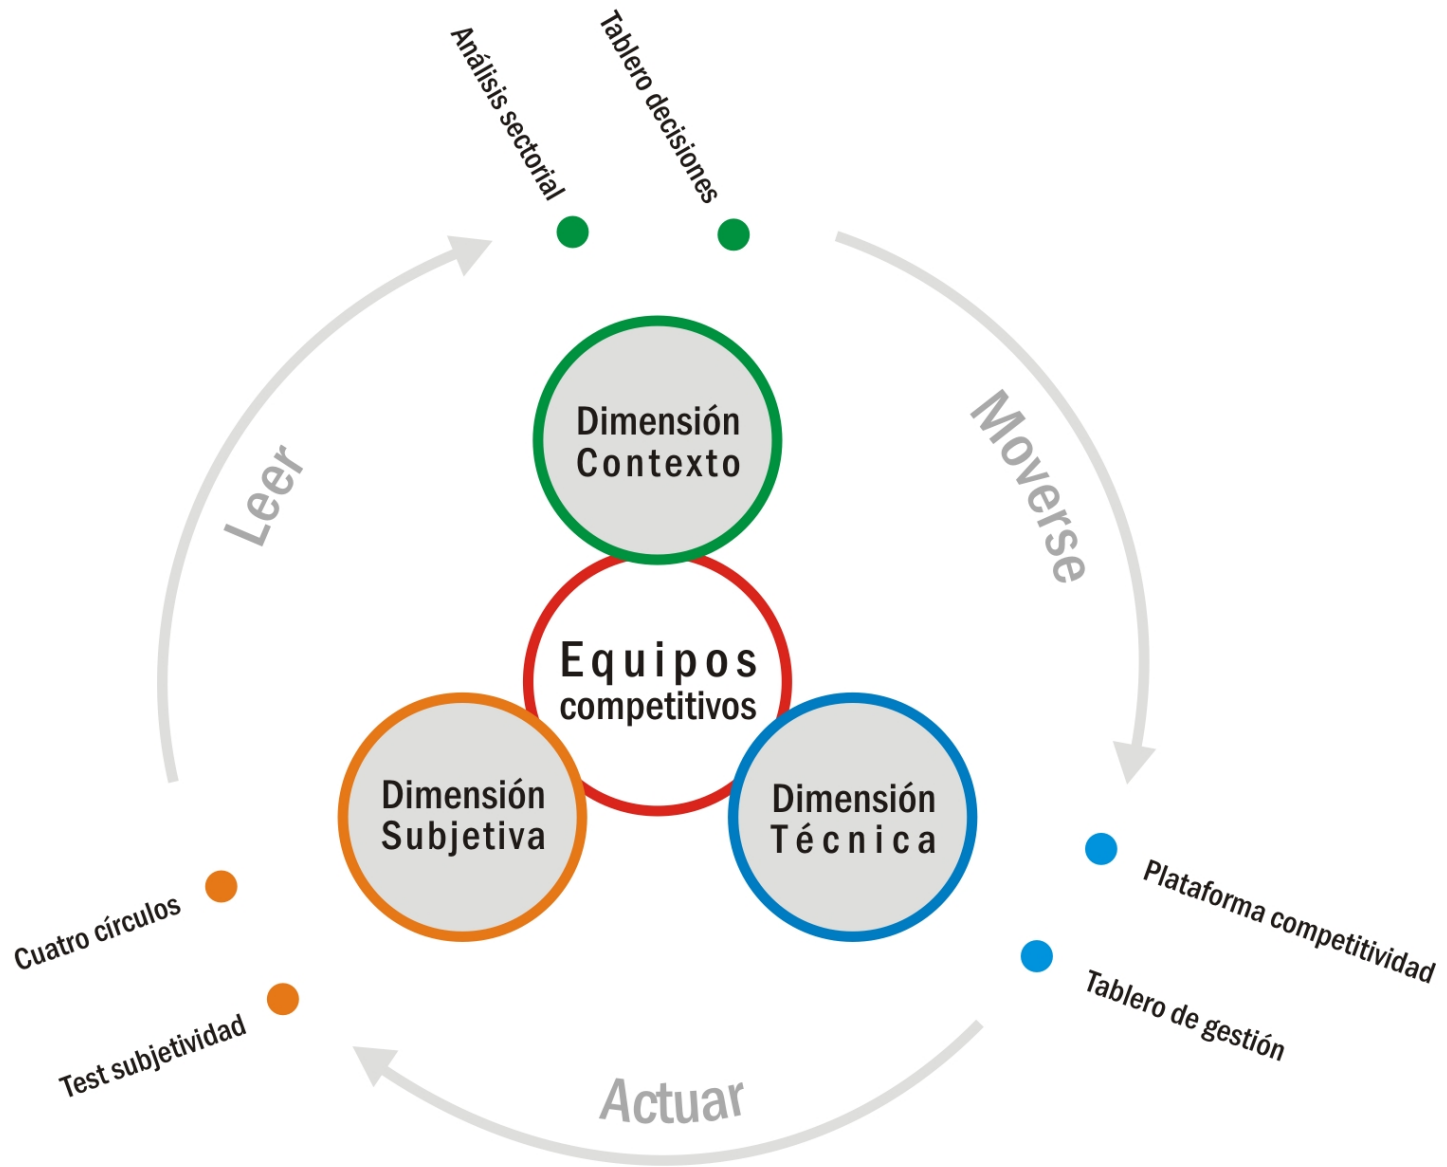 Análisis sectorial
Tablero decisiones
Leer
Moverse
Dimensión
Contexto
Equipos
competitivos
Dimensión
Subjetiva
Dimensión
Técnica
Cuatro círculos
Test subjetividad
Plataforma competitividad
Tablero de gestión
Actuar